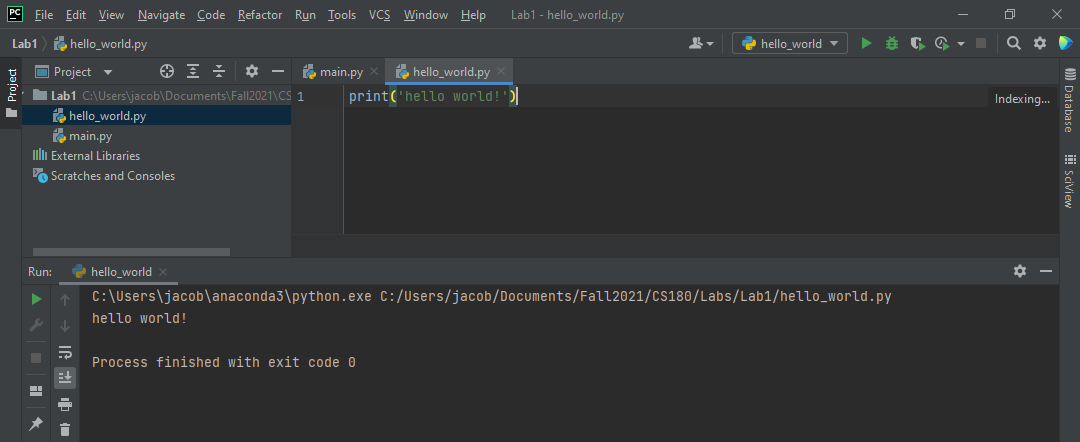 PC File Edit View Navigate Code Refactor Run Tools VCS Window Help Lab1 - hello_world.py
Lab1 hello_world.py hello_world
Project main.py hello_world.py
Project
Lab1 C:\Users\jacob\Documents\Fall2021\CS
hello_world.py
main.py
External Libraries
Scratches and Consoles
1 print('hello world!')
Indexing...
Database
SciView
Run: hello_world
C:\Users\jacob\anaconda3\python.exe C:/Users/jacob/Documents/Fall2021/CS180/Labs/Lab1/hello_world.py
hello world!
Process finished with exit code 0